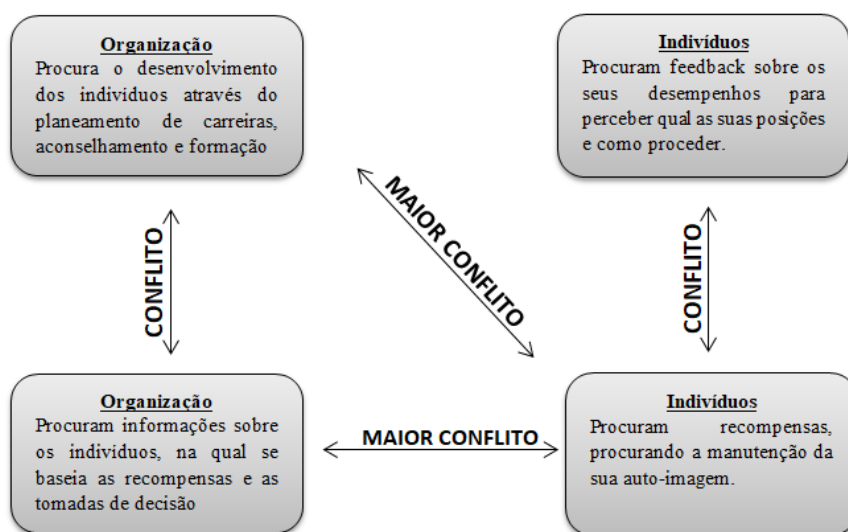 Organização
Procura o desenvolvimento
dos individuos através do
planeamento de carreiras,
aconselhamento e formação
Indivíduos
Procuram feedback sobre os
seus desempenhos para
perceber qual as suas posições
e como proceder.
CONFLITO
MAIOR CONFLITO
CONFLITO
Organização
Procuram informações sobre
os indivíduos, na qual se
baseia as recompensas e as
tomadas de decisão
MAIOR CONFLITO
Indivíduos
Procuram recompensas,
procurando a manutenção da
sua auto-imagem.